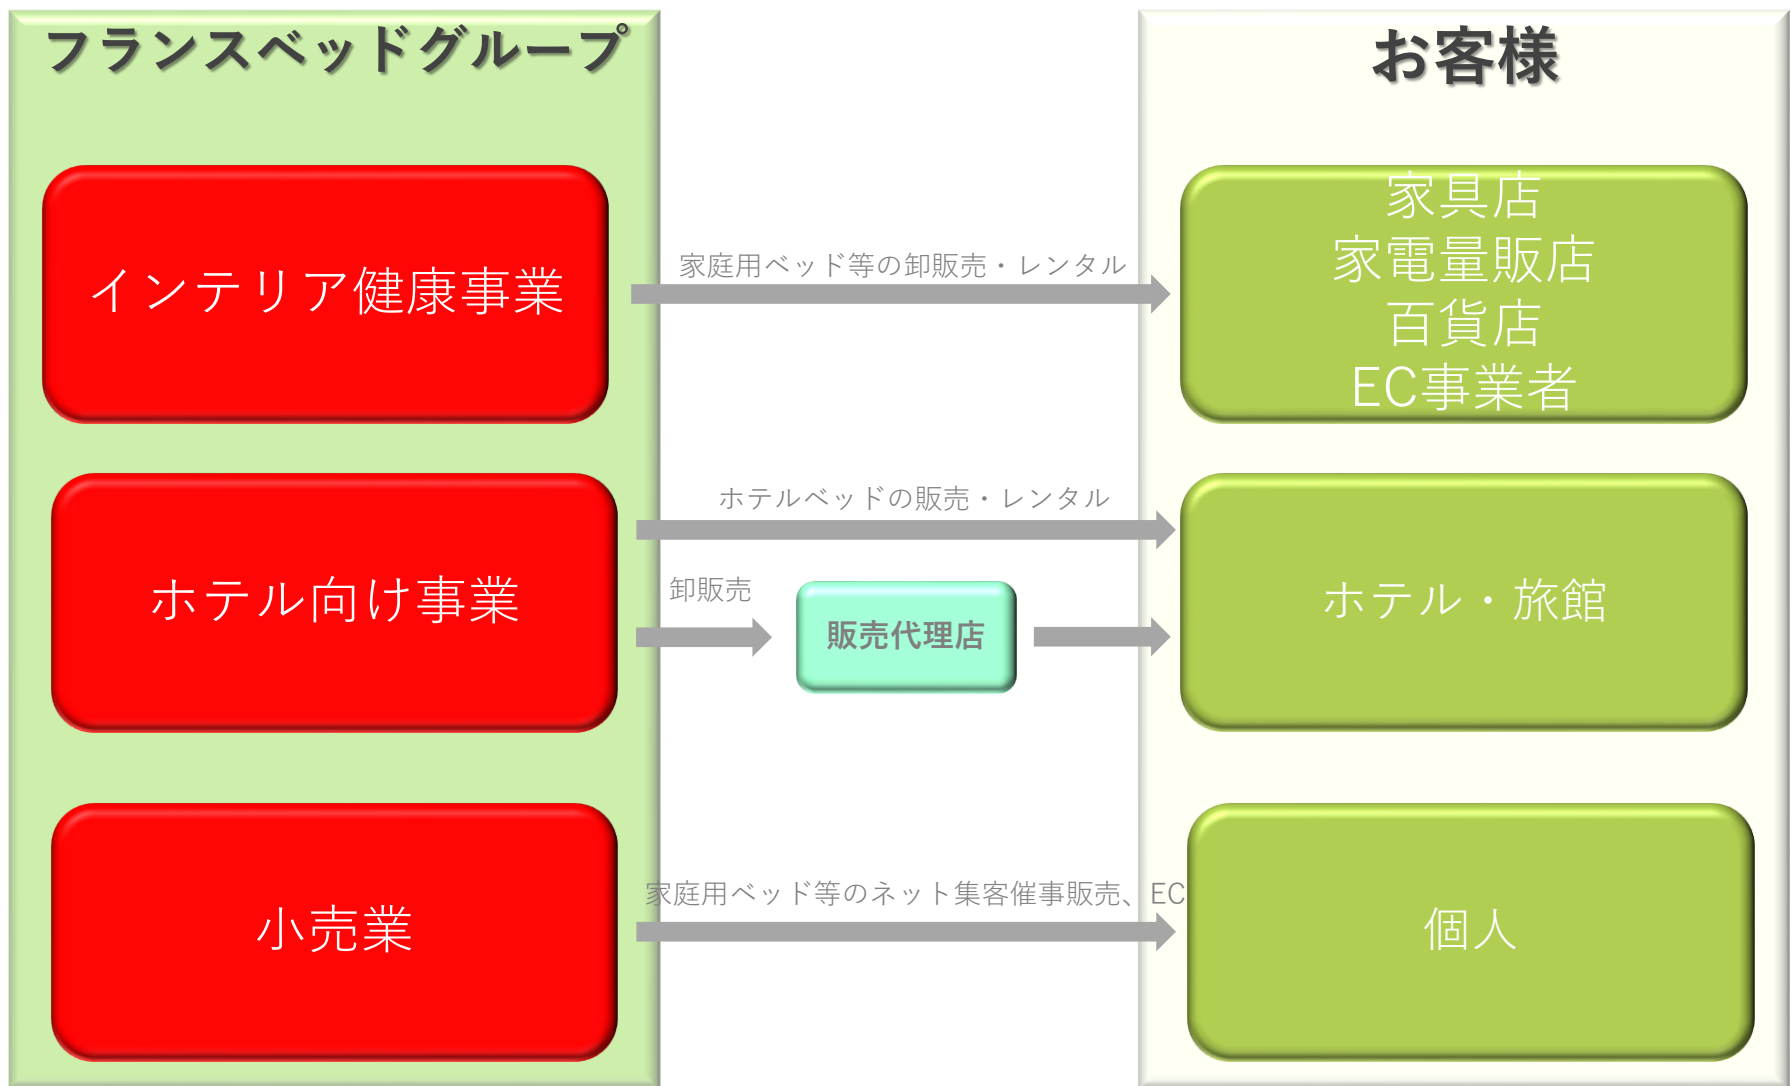 フランスベッドグループ
お客様
インテリア健康事業
家庭用ベッド等の卸販売・レンタル
家具店
家電量販店
百貨店
EC事業者
ホテル向け事業
ホテルベッドの販売・レンタル
卸販売
販売代理店
ホテル・旅館
小売業
家庭用ベッド等のネット集客催事販売、EC
個人